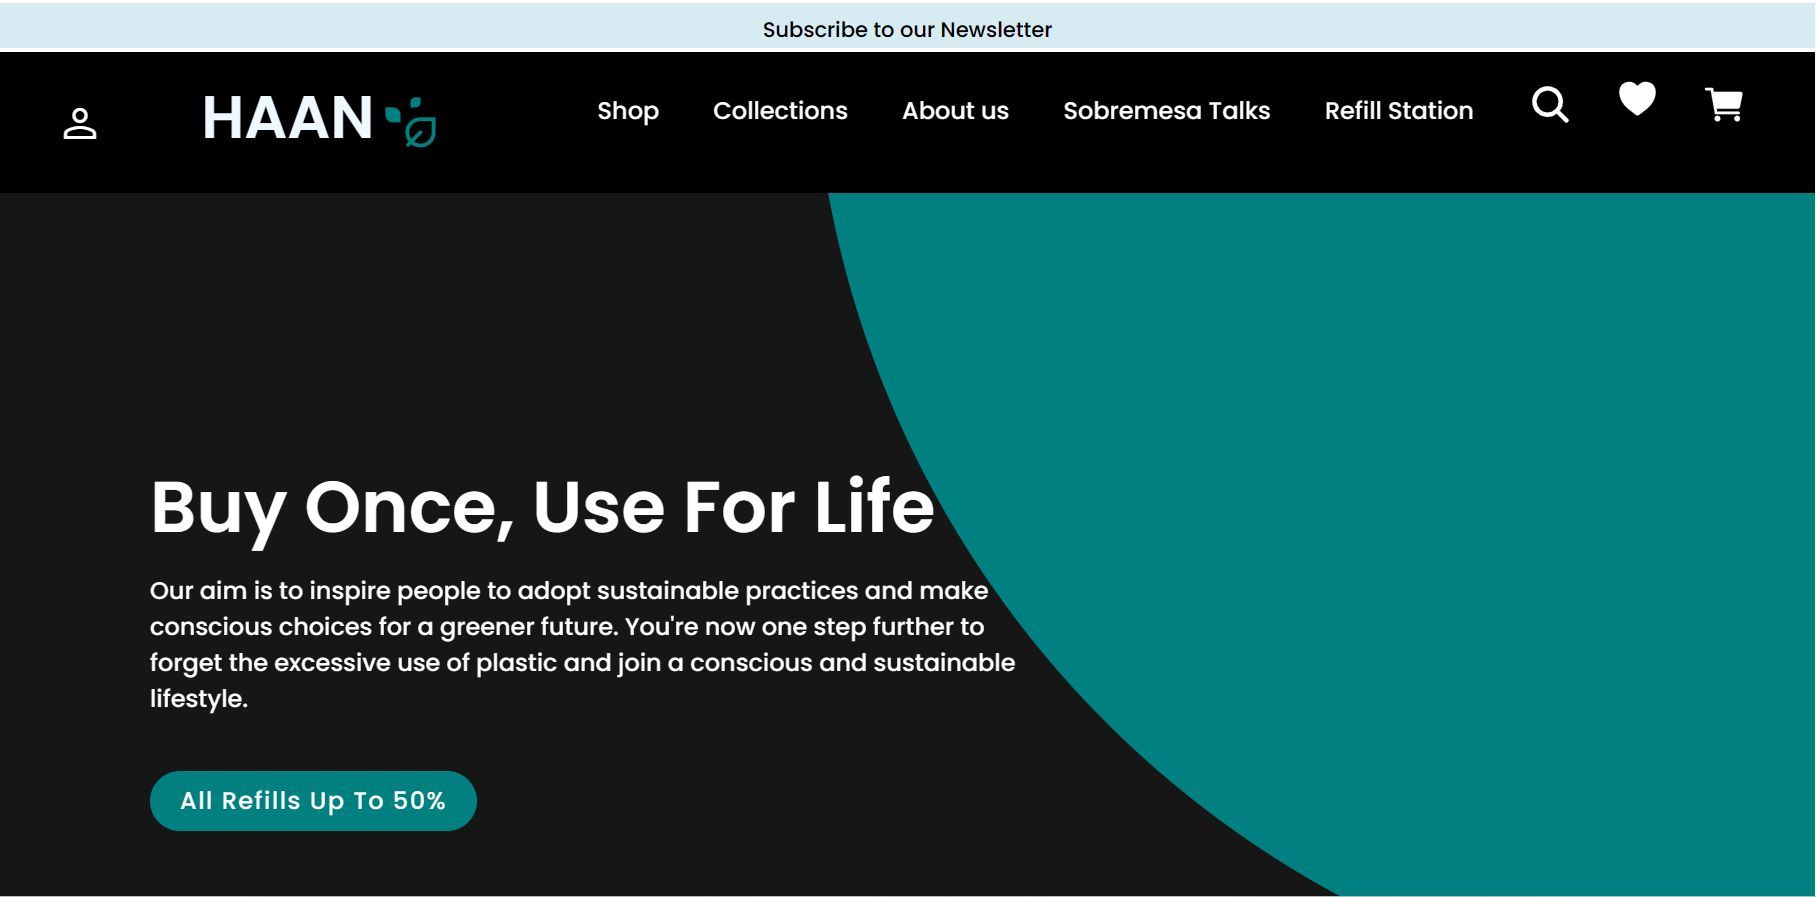 Subscribe to our Newsletter
HAAN
Shop
Collections
About us
Sobremesa Talks
Refill Station
Buy Once, Use For Life
Our aim is to inspire people to adopt sustainable practices and make
conscious choices for a greener future. You're now one step further to
forget the excessive use of plastic and join a conscious and sustainable
lifestyle.
All Refills Up To 50%